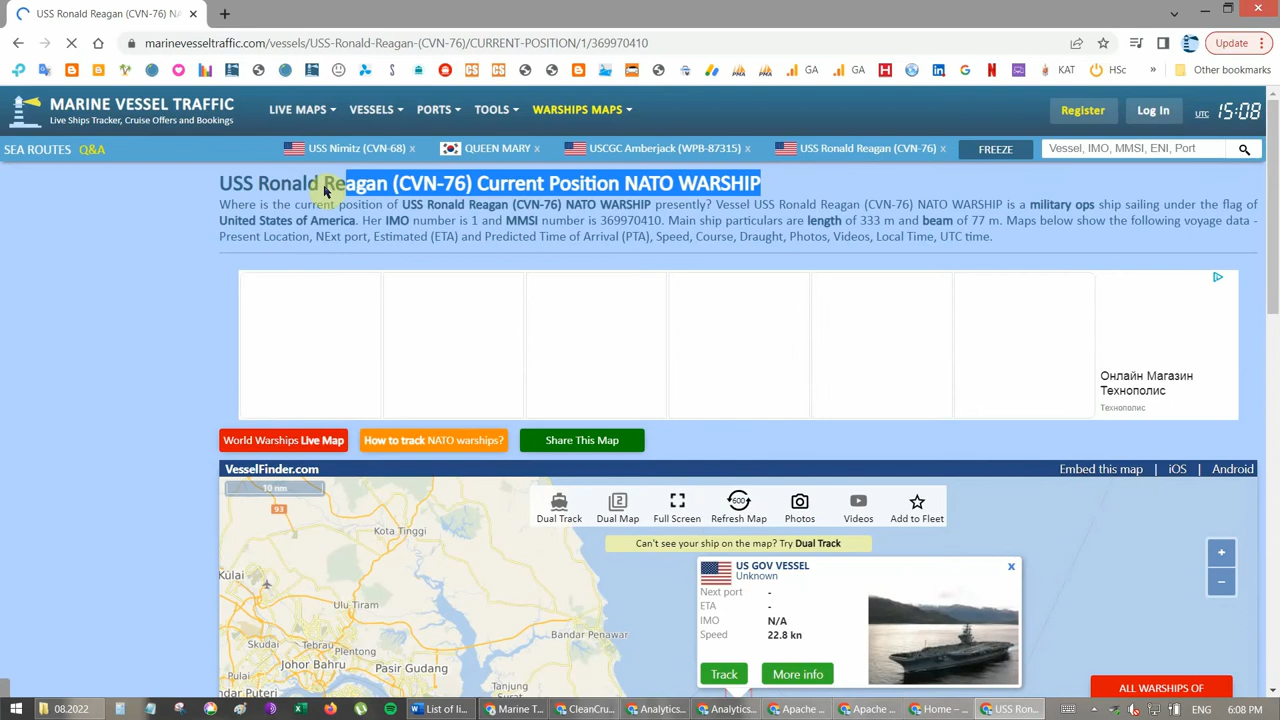 USS Ronald Reagan (CVN-76) N
marinevesseltraffic.com/vessels/USS-Ronald-Reagan-(CVN-76)/CURRENT-POSITION/1/369970410
Update
GA
GA
KAT
HSc
»
Other bookmarks
MARINE VESSEL TRAFFIC
Live Ships Tracker, Cruise Offers and Bookings
LIVE MAPS
VESSELS
PORTS
TOOLS
WARSHIPS MAPS
Register
Log In
UTC 15:08
SEA ROUTES Q&A
USS Nimitz (CVN-68) x
QUEEN MARY x
USCGC Amberjack (WPB-87315) x
USS Ronald Reagan (CVN-76) x
FREEZE
Vessel, IMO, MMSI, ENI, Port
USS Ronald Reagan (CVN-76) Current Position NATO WARSHIP
Where is the current position of USS Ronald Reagan (CVN-76) NATO WARSHIP presently? Vessel USS Ronald Reagan (CVN-76) NATO WARSHIP is a military ops ship sailing under the flag of
United States of America. Her IMO number is 1 and MMSI number is 369970410. Main ship particulars are length of 333 m and beam of 77 m. Maps below show the following voyage data -
Present Location, NExt port, Estimated (ETA) and Predicted Time of Arrival (PTA), Speed, Course, Draught, Photos, Videos, Local Time, UTC time.
Онлайн Магазин
Технополис
Технополис
World Warships Live Map
How to track NATO warships?
Share This Map
VesselFinder.com
Embed this map | iOS | Android
10 nm
93
Kota Tinggi
Kulai
Ulu Tiram
Bandar Penawar
Skudai
Tebrau
Plentong
Johor Bahru
Pasir Gudang
Tanjung
Surat
Dual Track
Dual Map
Full Screen
600
Refresh Map
Photos
Videos
Add to Fleet
Can't see your ship on the map? Try Dual Track
US GOV VESSEL
Unknown
x
Next port -
ETA -
IMO N/A
Speed 22.8 kn
Track
More info
+
−
ALL WARSHIPS OF
08.2022
List of li...
Marine T...
CleanCru...
Analytics...
Analytics...
Apache ...
Apache ...
Home – ...
USS Ron...
6:08 PM